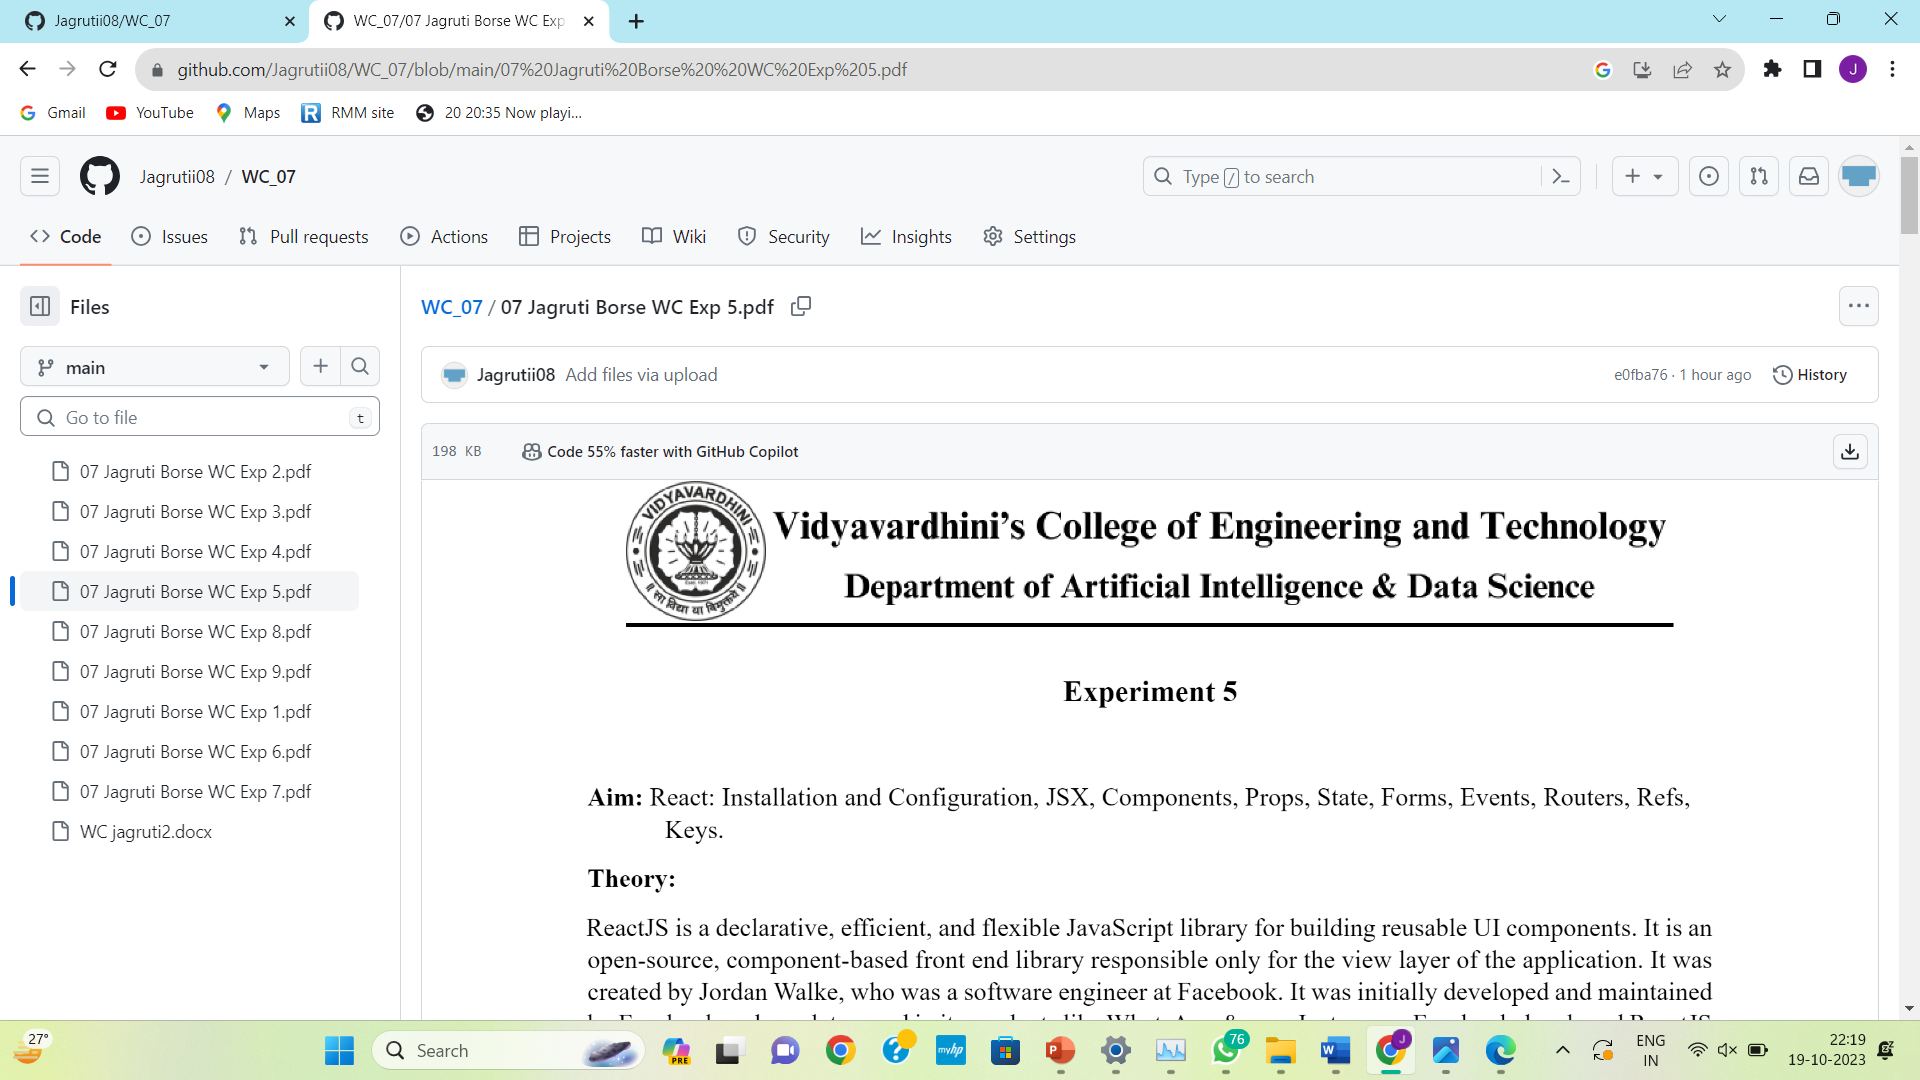 Jagrutii08/WC_07
WC_07/07 Jagruti Borse WC Exp
github.com/Jagrutii08/WC_07/blob/main/07%20Jagruti%20Borse%20%20WC%20Exp%205.pdf
J
Gmail
YouTube
Maps
RMM site
20 20:35 Now playi...
Jagrutii08 / WC_07
Type / to search
Code
Issues
Pull requests
Actions
Projects
Wiki
Security
Insights
Settings
Files
main
Go to file
t
07 Jagruti Borse WC Exp 2.pdf
07 Jagruti Borse WC Exp 3.pdf
07 Jagruti Borse WC Exp 4.pdf
07 Jagruti Borse WC Exp 5.pdf
07 Jagruti Borse WC Exp 8.pdf
07 Jagruti Borse WC Exp 9.pdf
07 Jagruti Borse WC Exp 1.pdf
07 Jagruti Borse WC Exp 6.pdf
07 Jagruti Borse WC Exp 7.pdf
WC jagruti2.docx
WC_07 / 07 Jagruti Borse WC Exp 5.pdf
Jagrutii08 Add files via upload
e0fba76 · 1 hour ago
History
198 KB
Code 55% faster with GitHub Copilot
VIDYAVARDHINI
॥ सा विद्या या विमुक्तये ॥
Vidyavardhini's College of Engineering and Technology
Department of Artificial Intelligence & Data Science
Experiment 5
Aim: React: Installation and Configuration, JSX, Components, Props, State, Forms, Events, Routers, Refs,
Keys.
Theory:
ReactJS is a declarative, efficient, and flexible JavaScript library for building reusable UI components. It is an
open-source, component-based front end library responsible only for the view layer of the application. It was
created by Jordan Walke, who was a software engineer at Facebook. It was initially developed and maintained
27°
Search
PRE
myhp
76
J
ENG
IN
22:19
19-10-2023